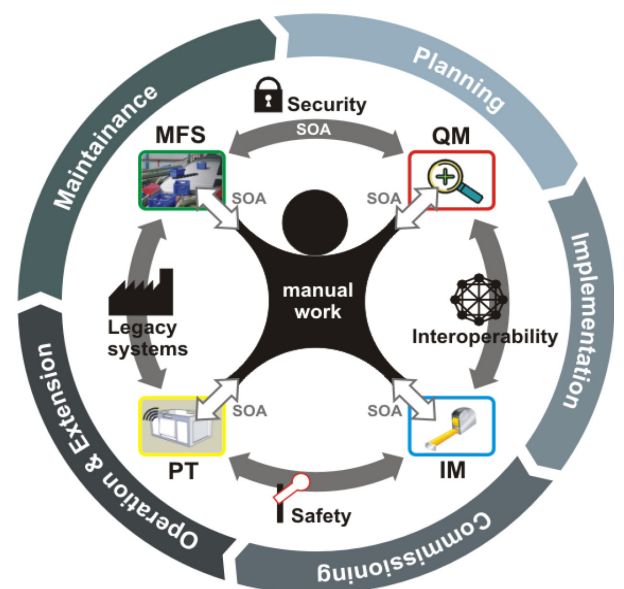 Planning
Maintainance
Security
MFS
SOA
QM
SOA
SOA
Implementation
manual
work
Legacy
systems
Interoperability
SOA
SOA
PT
IM
Safety
Operation & Extension
Commissioning